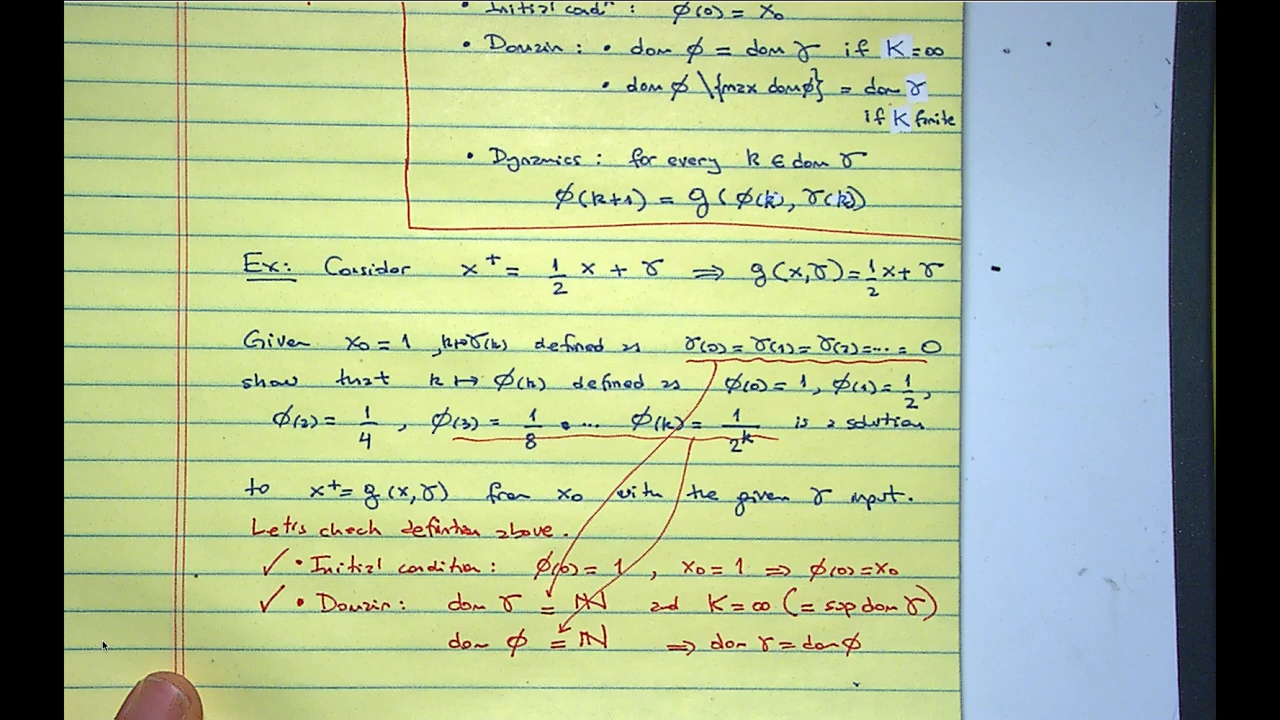 • Initial condⁿ: ϕ(0) = x₀
• Domain: • dom ϕ = dom γ if K = ∞
• dom ϕ \ {max dom ϕ} = dom γ
if K finite
• Dynamics: for every k ∈ dom γ
ϕ(k+1) = g(ϕ(k), γ(k))
Ex: Consider x⁺ = 1/2 x + γ ⇒ g(x,γ) = 1/2 x + γ
Given x₀ = 1, k↦γ(k) defined as γ(0) = γ(1) = γ(2) = ... = 0
show that k ↦ ϕ(k) defined as ϕ(0) = 1, ϕ(1) = 1/2,
ϕ(2) = 1/4, ϕ(3) = 1/8 • ... ϕ(k) = 1/2ᵏ is a solution
to x⁺ = g(x,γ) from x₀ with the given γ input.
Let's check defintion above.
✓ • Initial condition: ϕ(0) = 1, x₀ = 1 ⇒ ϕ(0) = x₀
✓ • Domain: dom γ = ℕ and K = ∞ (= sup dom γ)
dom ϕ = ℕ ⇒ dom γ = dom ϕ